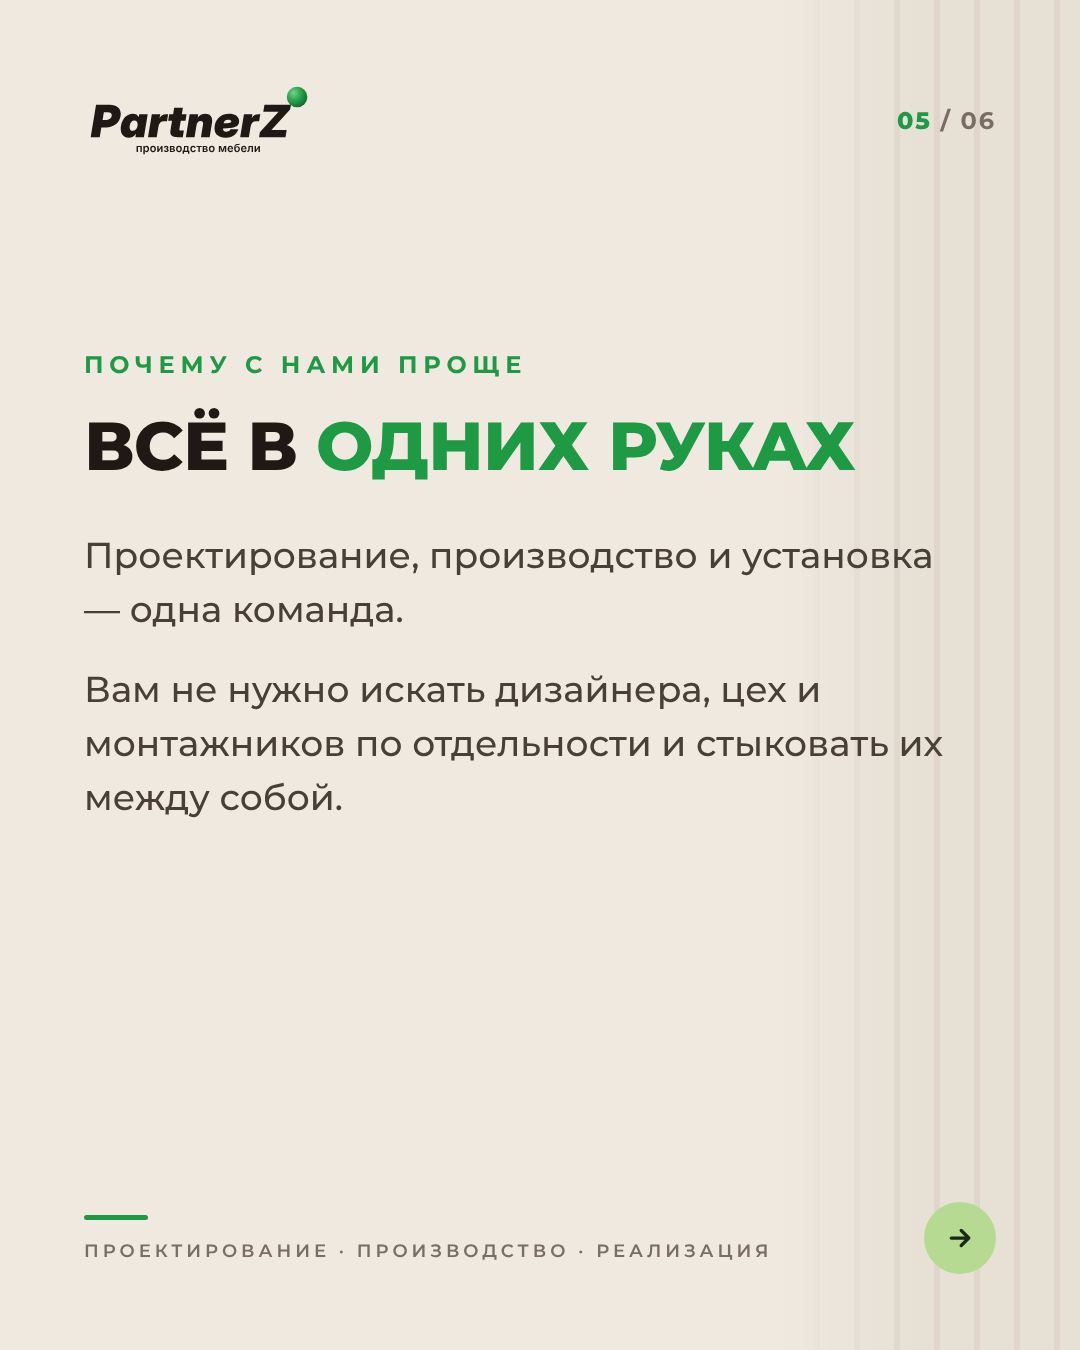 PartnerZ
производство мебели
05 / 06
ПОЧЕМУ С НАМИ ПРОЩЕ
ВСЁ В ОДНИХ РУКАХ
Проектирование, производство и установка
— одна команда.
Вам не нужно искать дизайнера, цех и
монтажников по отдельности и стыковать их
между собой.
ПРОЕКТИРОВАНИЕ · ПРОИЗВОДСТВО · РЕАЛИЗАЦИЯ